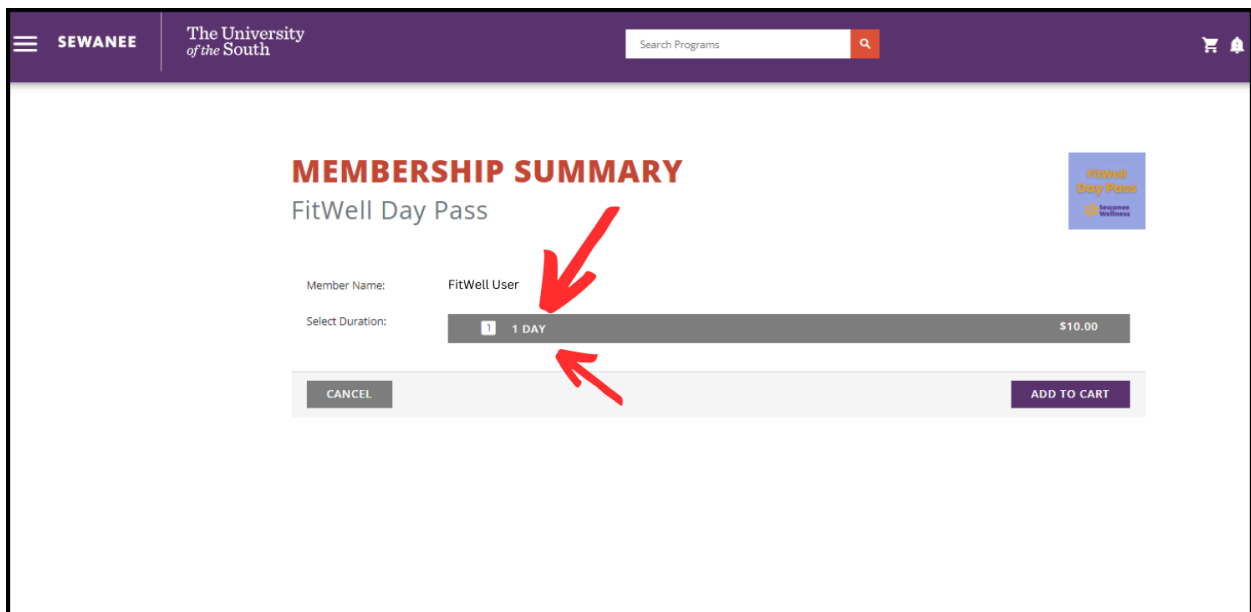 SEWANEE
The University
of the South
Search Programs
MEMBERSHIP SUMMARY
FitWell Day Pass
FitWell
Day Pass
Sewanee
Wellness
Member Name:
FitWell User
Select Duration:
1
1 DAY
$10.00
CANCEL
ADD TO CART